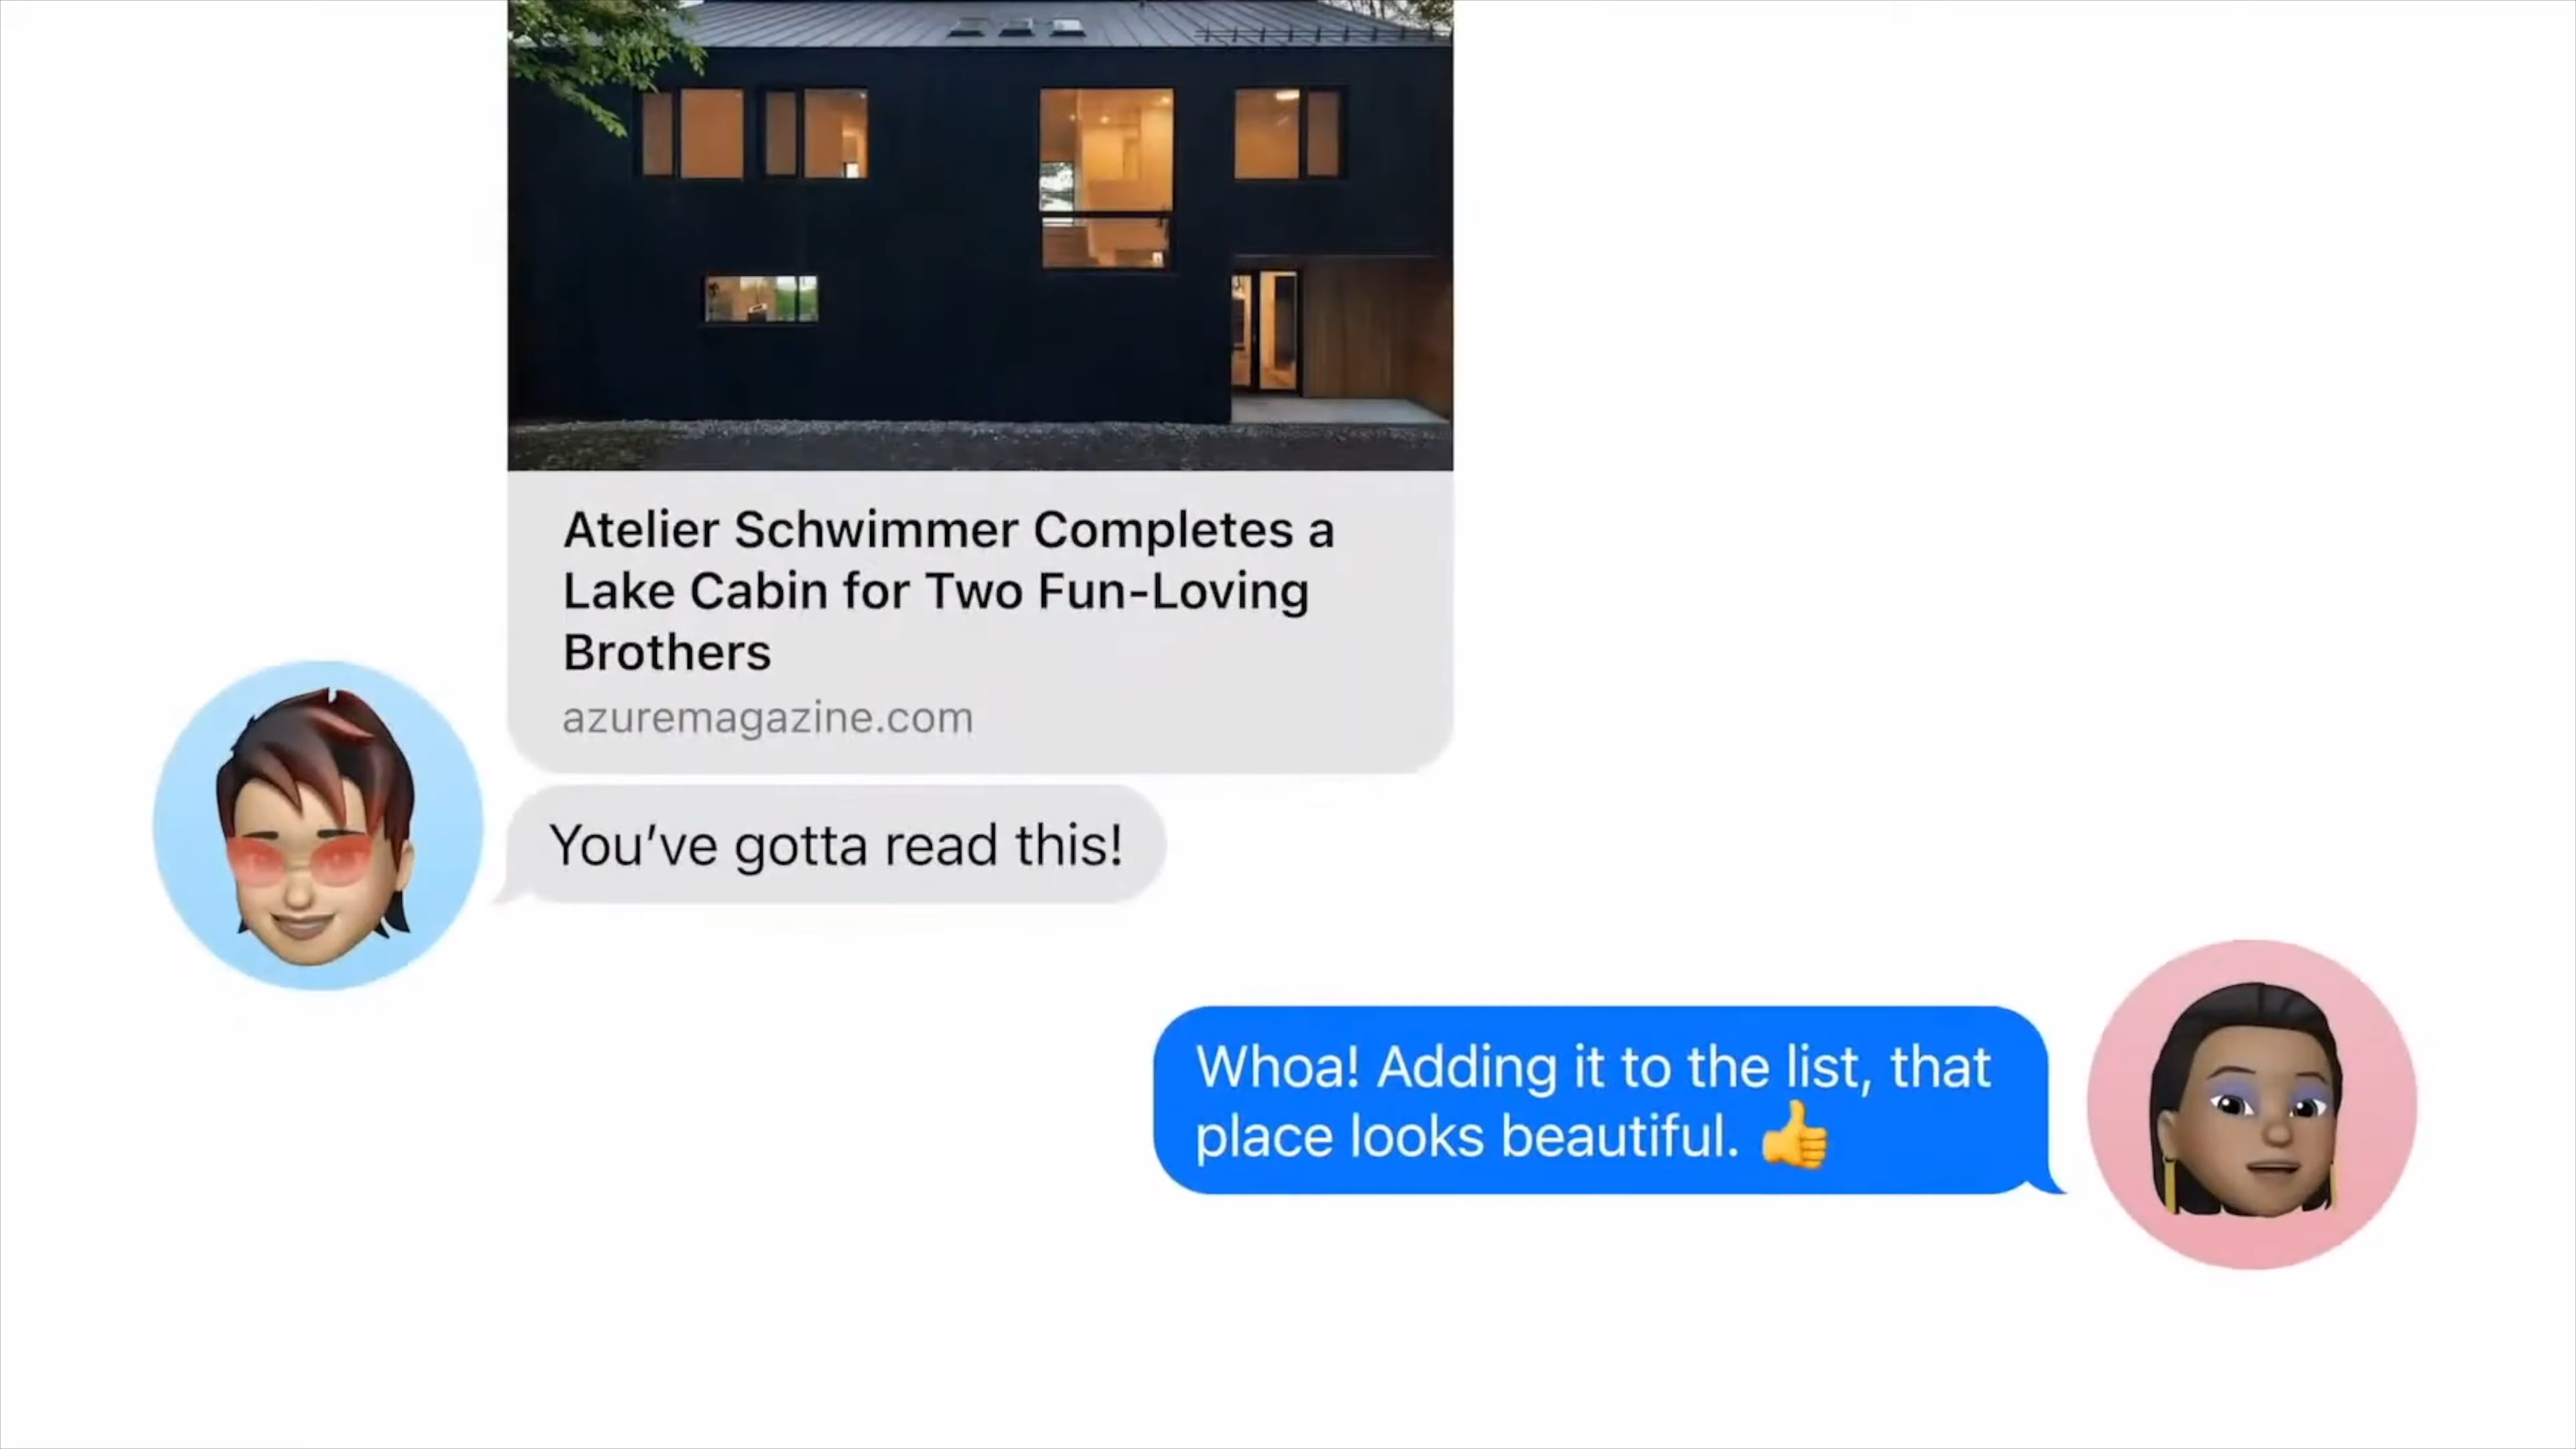 Atelier Schwimmer Completes a
Lake Cabin for Two Fun-Loving
Brothers
azuremagazine.com
You’ve gotta read this!
Whoa! Adding it to the list, that
place looks beautiful. 👍